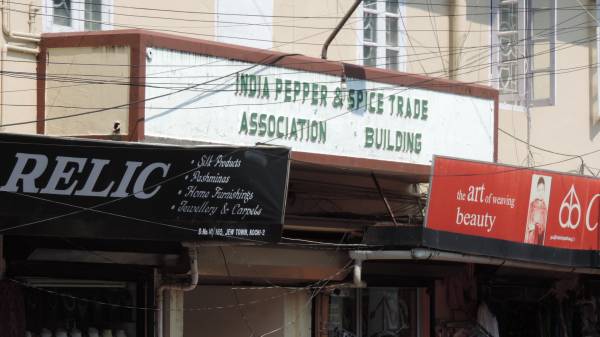 INDIA PEPPER & SPICE TRADE
ASSOCIATION BUILDING
RELIC
• Silk Products
• Pashminas
• Home Furnishings
Jewellery & Carpets
JEW TOWN, KOCHI-2
the art of weaving
beauty